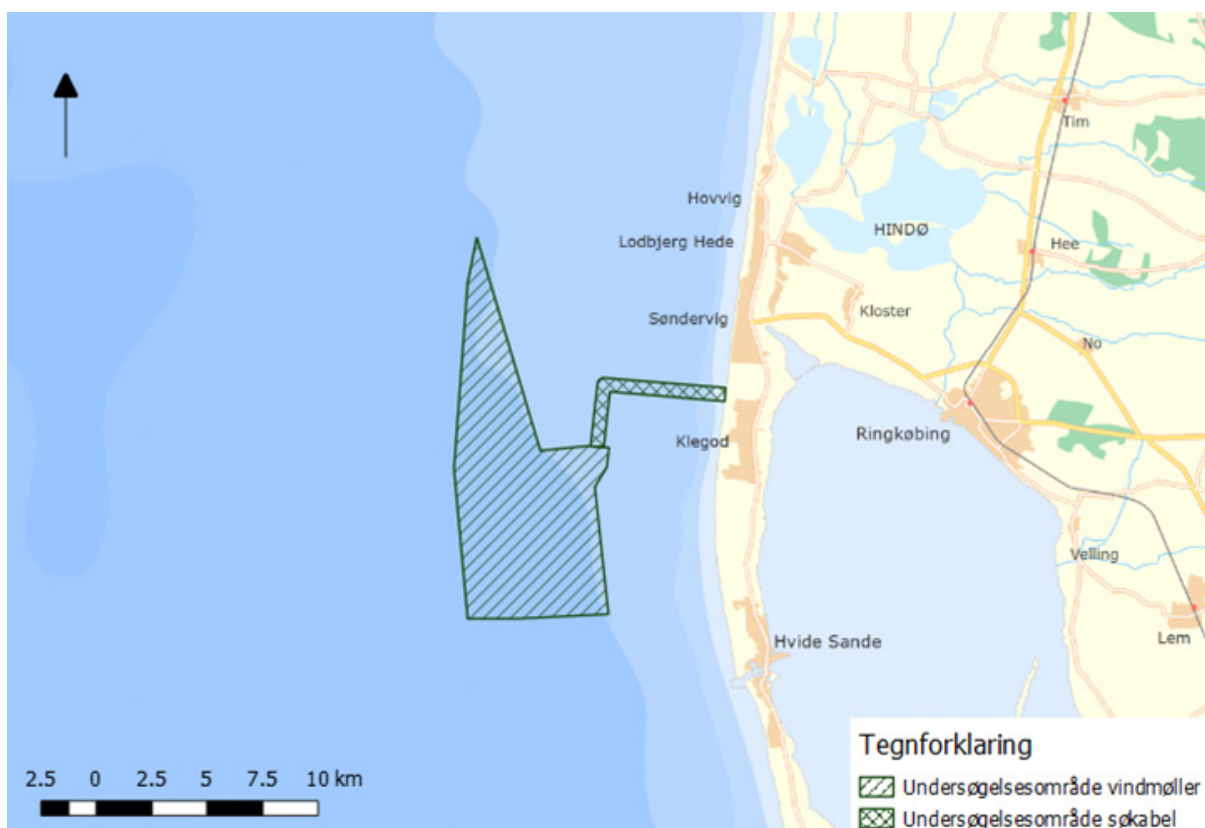 Tim
Hovvig
HINDØ
Lodbjerg Hede
Hee
Kloster
Søndervig
No
Ringkøbing
Klegod
Velling
Hvide Sande
Lem
Tegnforklaring
Undersøgelsesområde vindmøller
Undersøgelsesområde søkabel
2.5 0 2.5 5 7.5 10 km